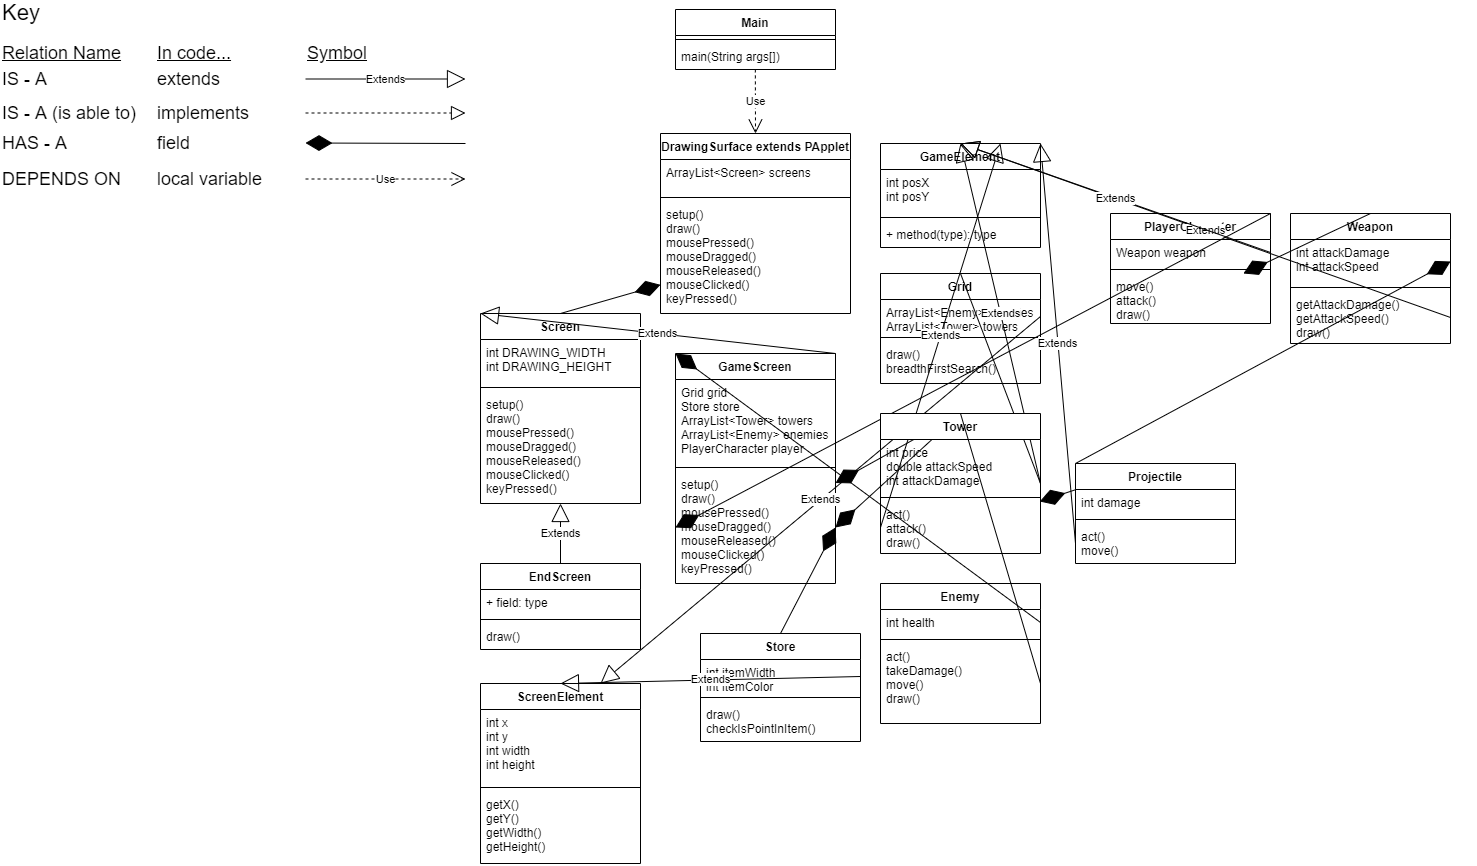 Key
Relation Name In code... Symbol
IS - A extends Extends
IS - A (is able to) implements
HAS - A field
DEPENDS ON local variable Use
Main
main(String args[])
Use
DrawingSurface extends PApplet
ArrayList<Screen> screens
setup()
draw()
mousePressed()
mouseDragged()
mouseReleased()
mouseClicked()
keyPressed()
GameElement
int posX
int posY
+ method(type): type
Extends
PlayerCharacter
Extends
Weapon weapon
move()
attack()
draw()
Weapon
int attackDamage
int attackSpeed
getAttackDamage()
getAttackSpeed()
draw()
Grid
ArrayList<Enemy> Extends
ArrayList<Tower> towers
Extends
draw()
breadthFirstSearch()
Extends
Screen
int DRAWING_WIDTH
int DRAWING_HEIGHT
setup()
draw()
mousePressed()
mouseDragged()
mouseReleased()
mouseClicked()
keyPressed()
Extends
GameScreen
Grid grid
Store store
ArrayList<Tower> towers
ArrayList<Enemy> enemies
PlayerCharacter player
setup()
draw()
mousePressed()
mouseDragged()
mouseReleased()
mouseClicked()
keyPressed()
Extends
Tower
int price
double attackSpeed
int attackDamage
act()
attack()
draw()
Projectile
int damage
act()
move()
Extends
EndScreen
+ field: type
draw()
Enemy
int health
act()
takeDamage()
move()
draw()
Store
int itemWidth
int itemColor
draw()
checkIsPointInItem()
Extends
ScreenElement
int x
int y
int width
int height
getX()
getY()
getWidth()
getHeight()